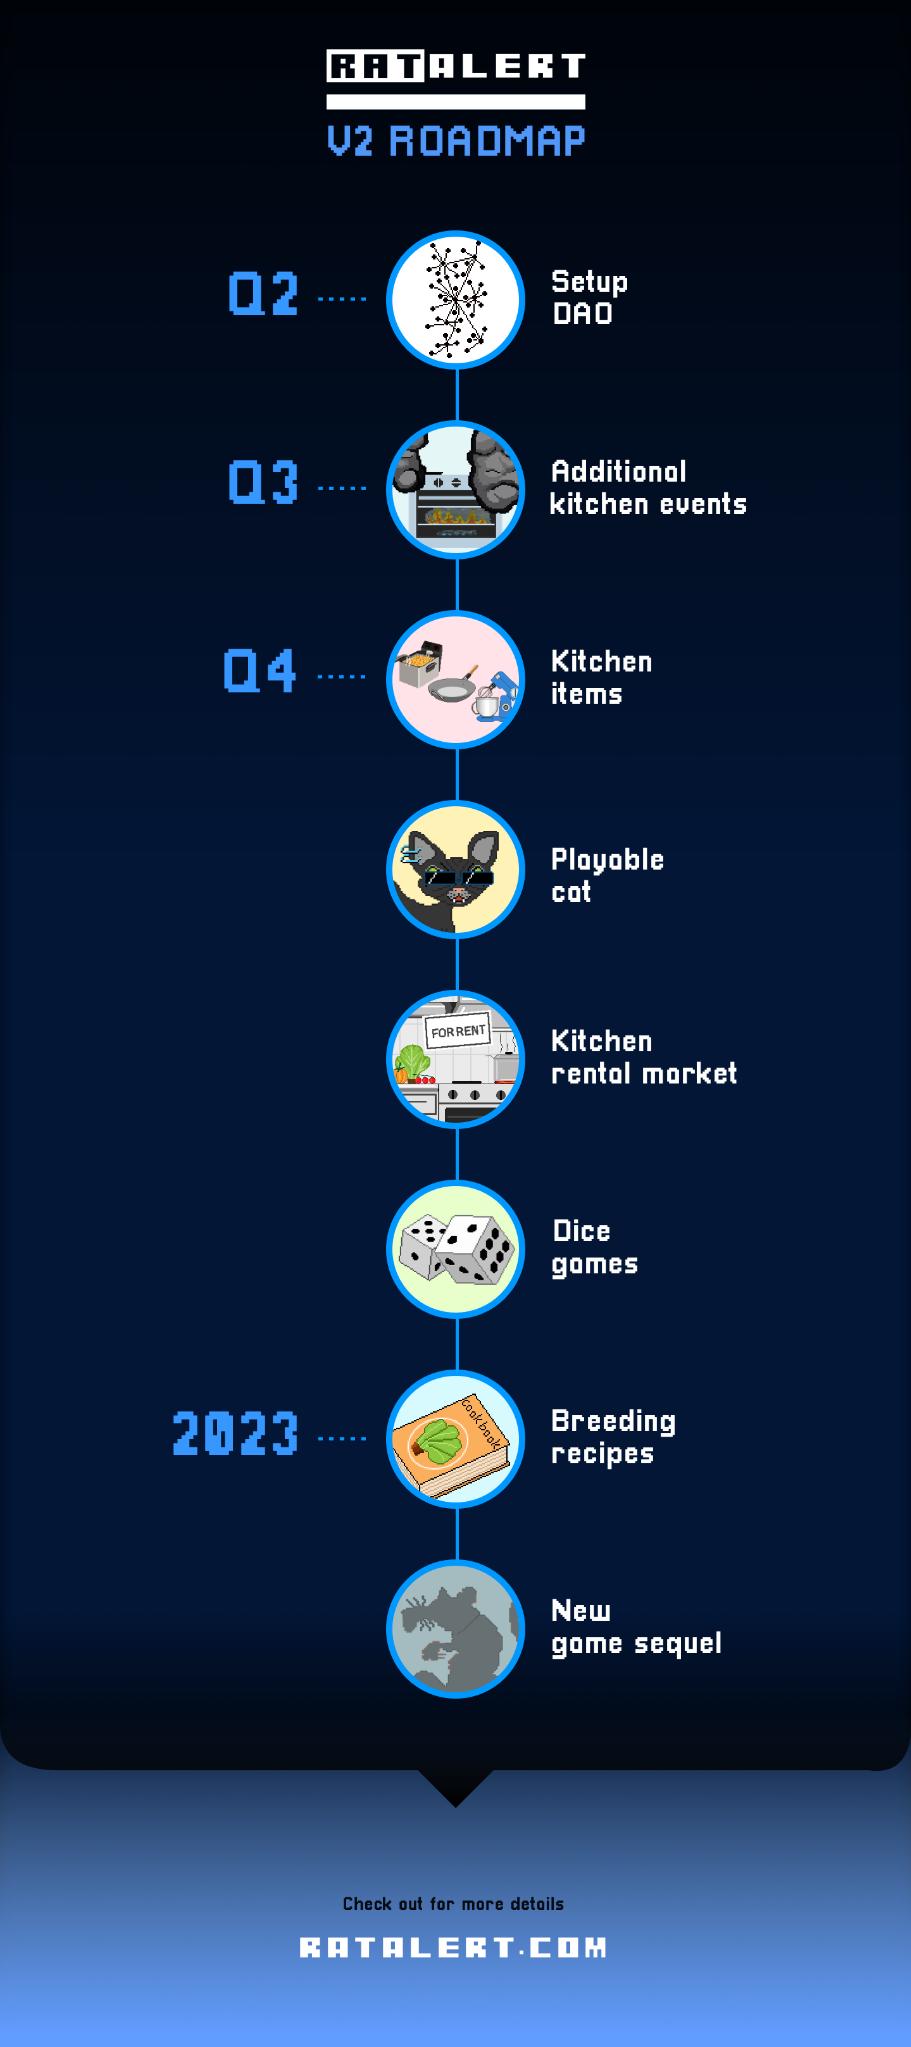 RATALERT
V2 ROADMAP
Q2
Setup
DAO
Q3
Additional
kitchen events
Q4
Kitchen
items
Playable
cat
FOR RENT
Kitchen
rental market
Dice
games
2023
cookbook
Breeding
recipes
New
game sequel
Check out for more details
RATALERT.COM